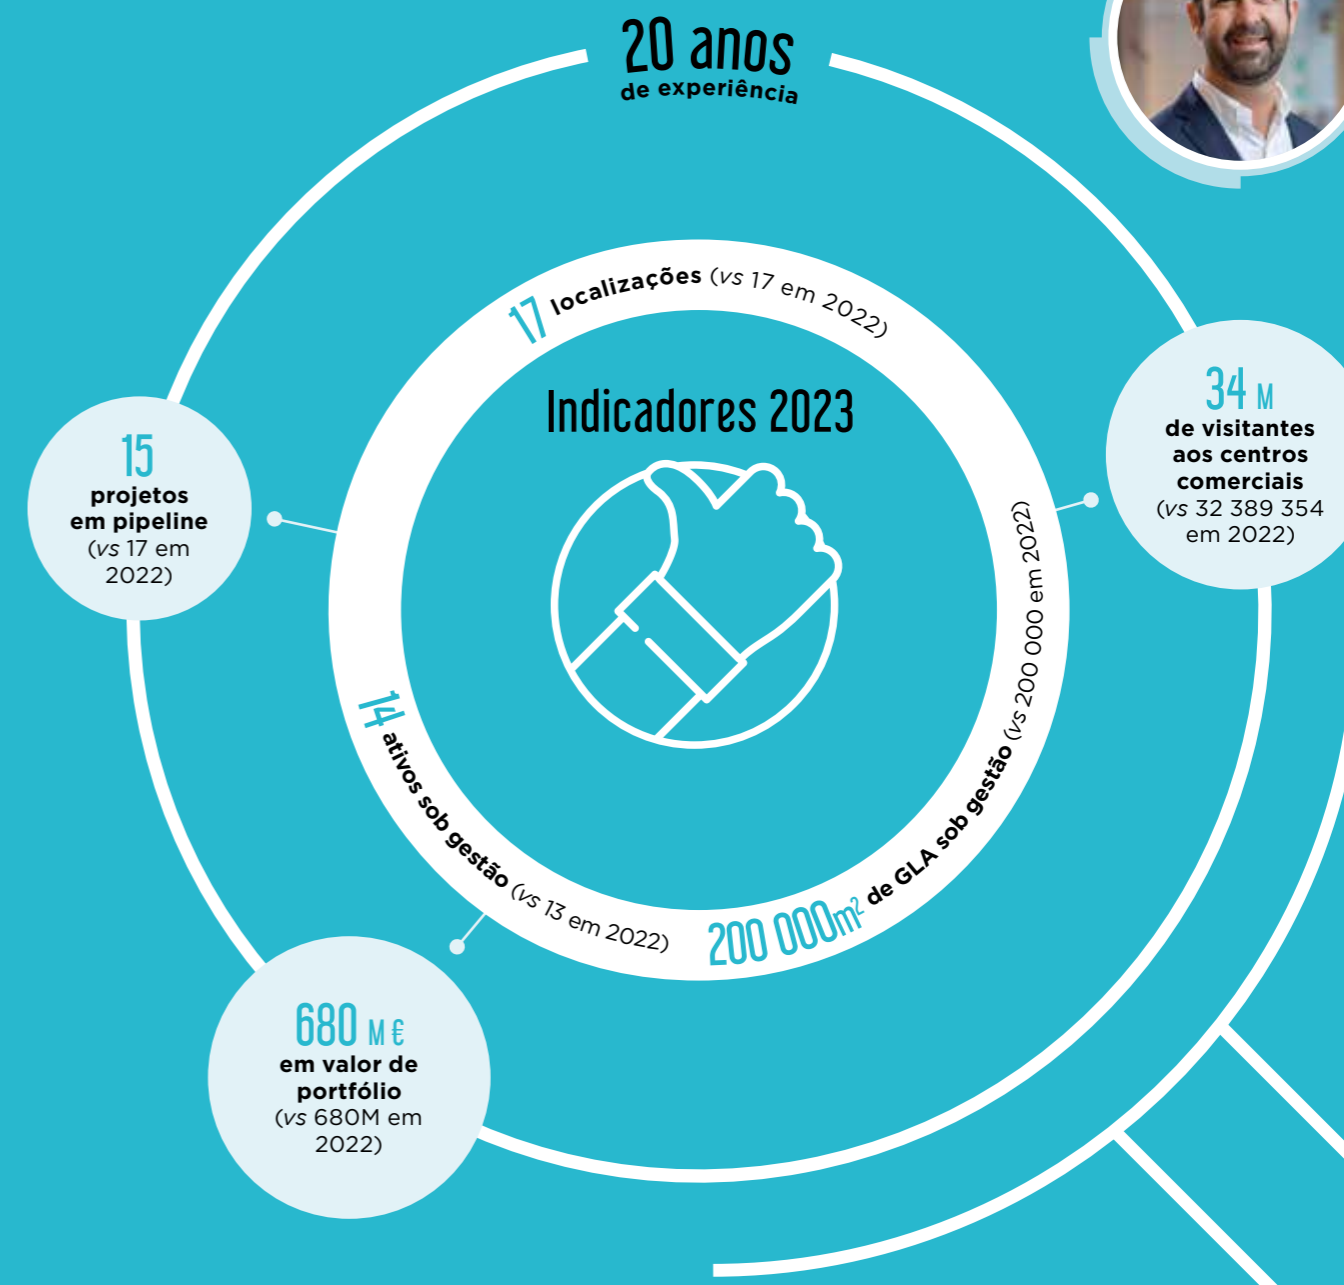 20 anos
de experiência
17 localizações (vs 17 em 2022)
Indicadores 2023
34 M
de visitantes
aos centros
comerciais
(vs 32 389 354
em 2022)
15
projetos
em pipeline
(vs 17 em
2022)
14 ativos sob gestão (vs 13 em 2022)
200 000m² de GLA sob gestão (vs 200 000 em 2022)
680 M €
em valor de
portfólio
(vs 680M em
2022)